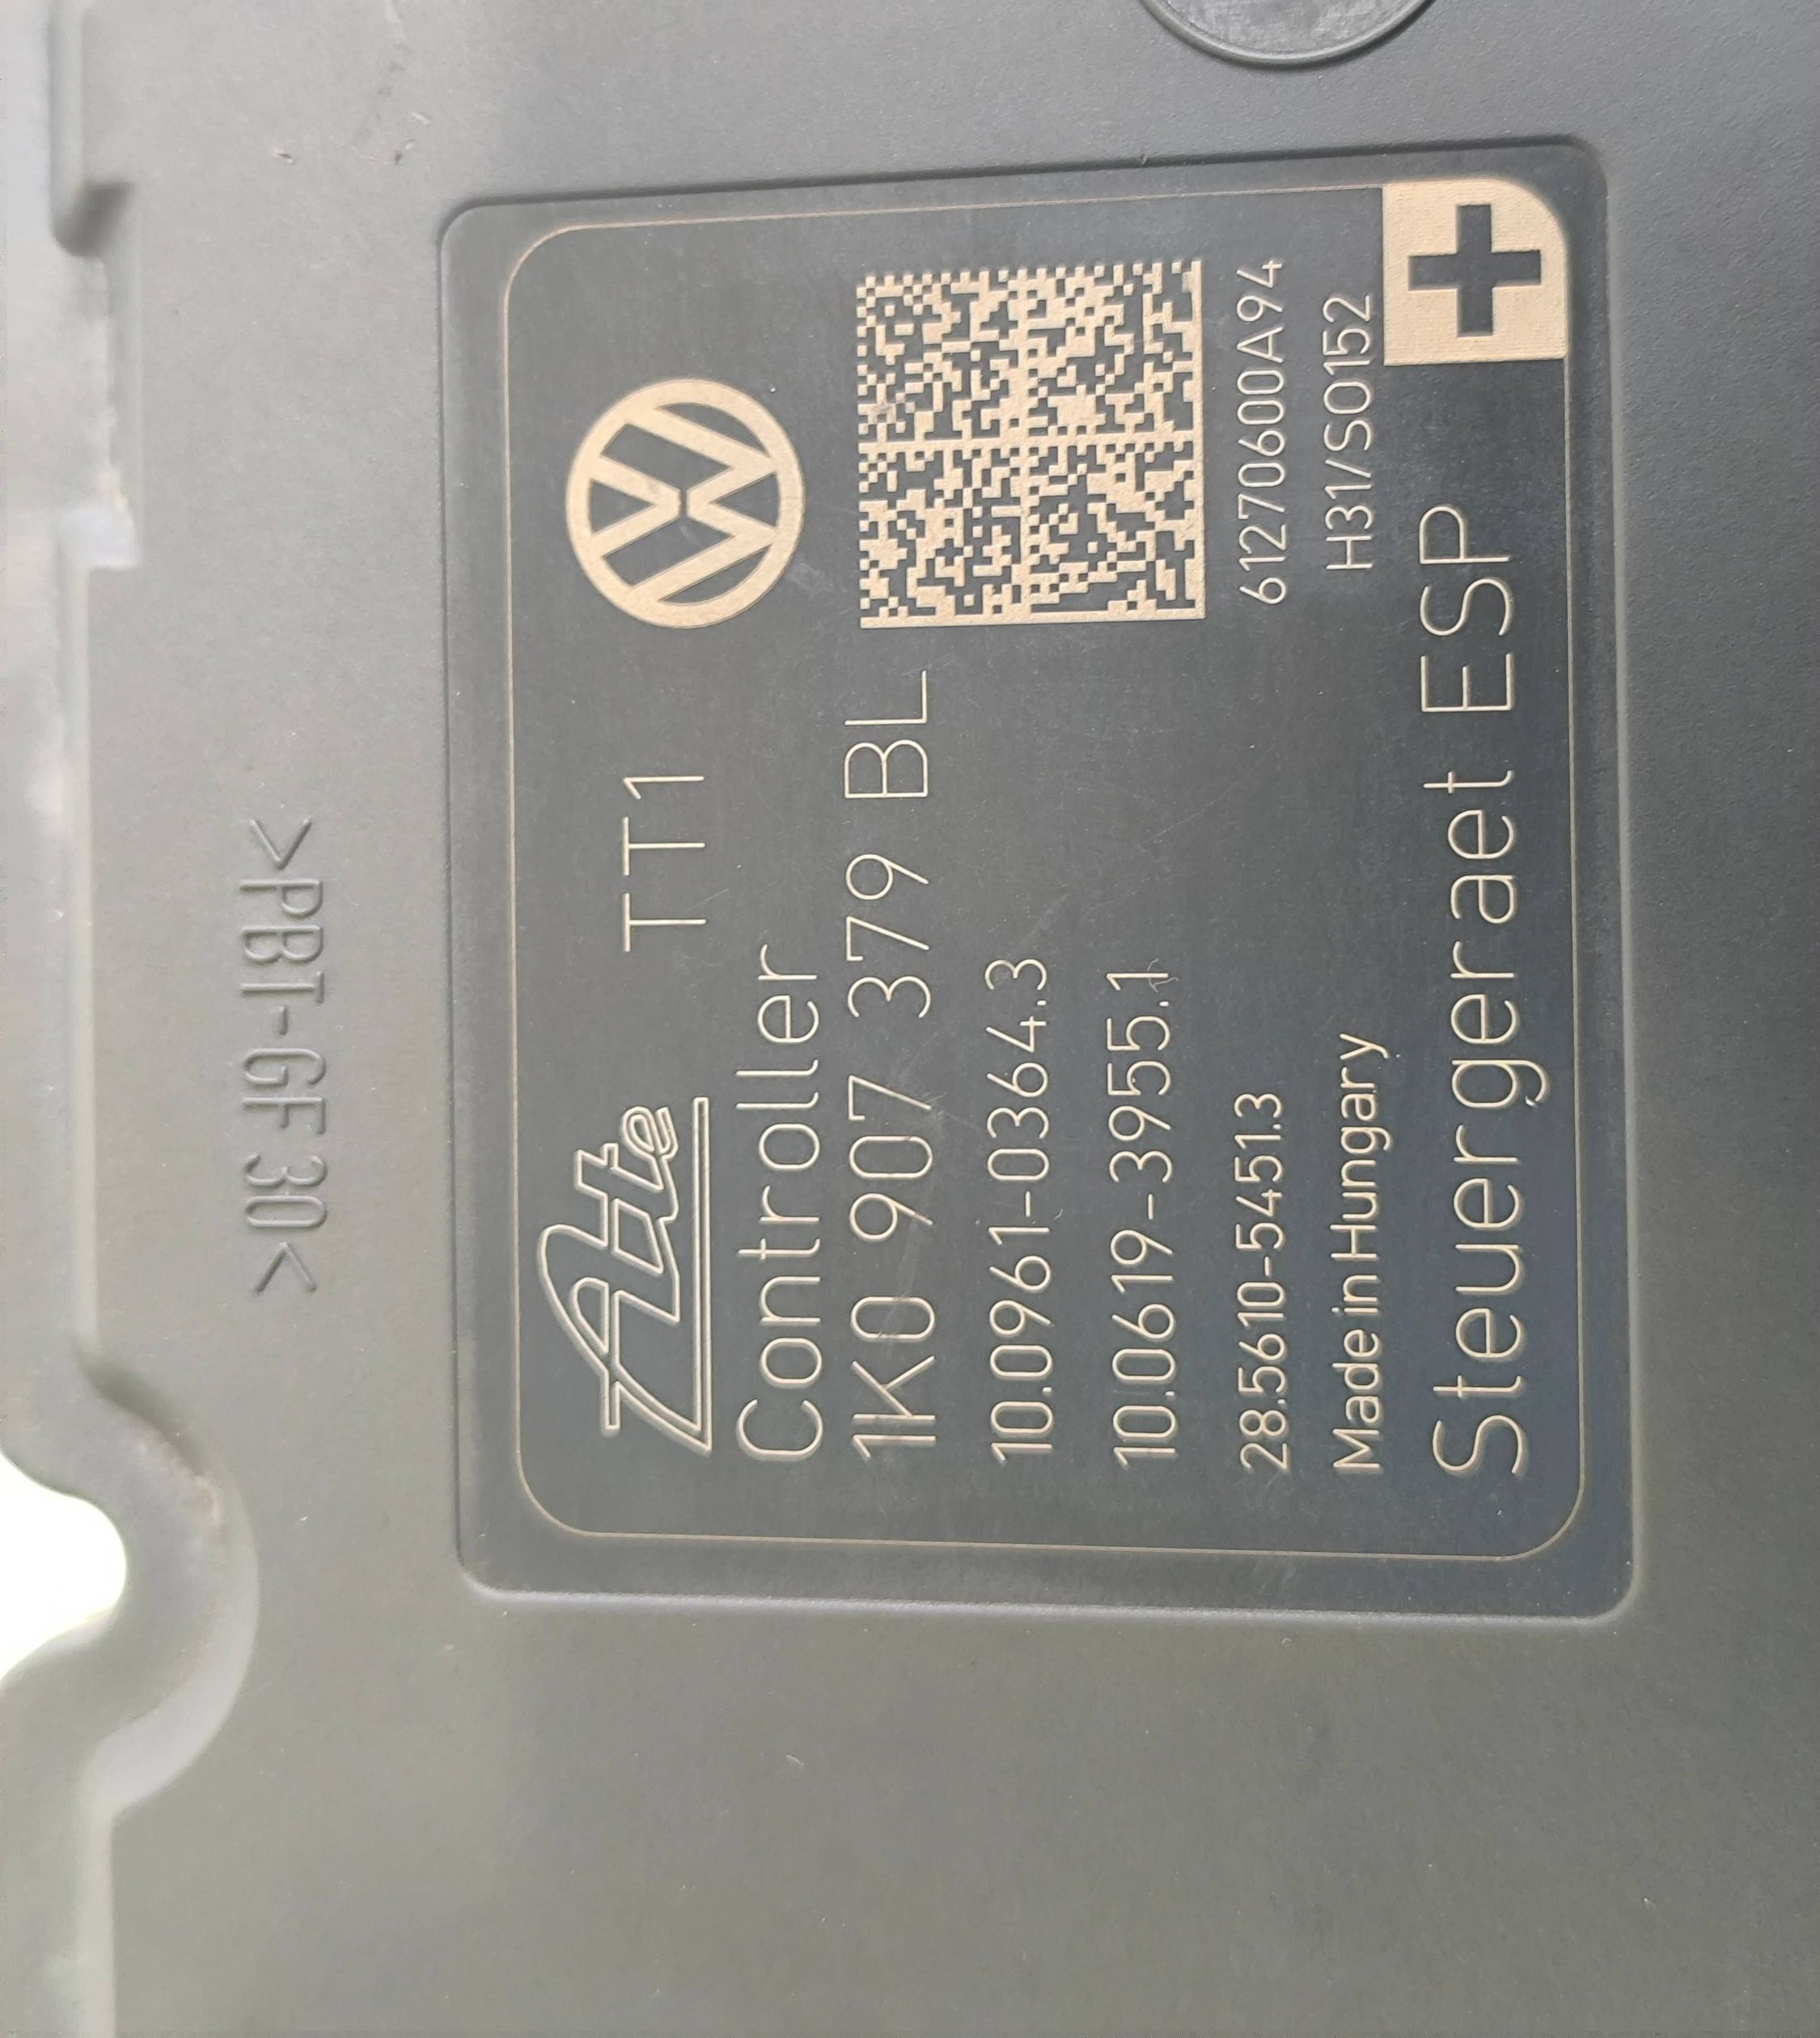 >PBT-GF 30<
Ate TT1
Controller
1K0 907 379 BL
10.0961-0364.3
10.0619-3955.1
28.5610-5451.3
61270600A94
Made in Hungary
H31/S0152
Steuergeraet ESP